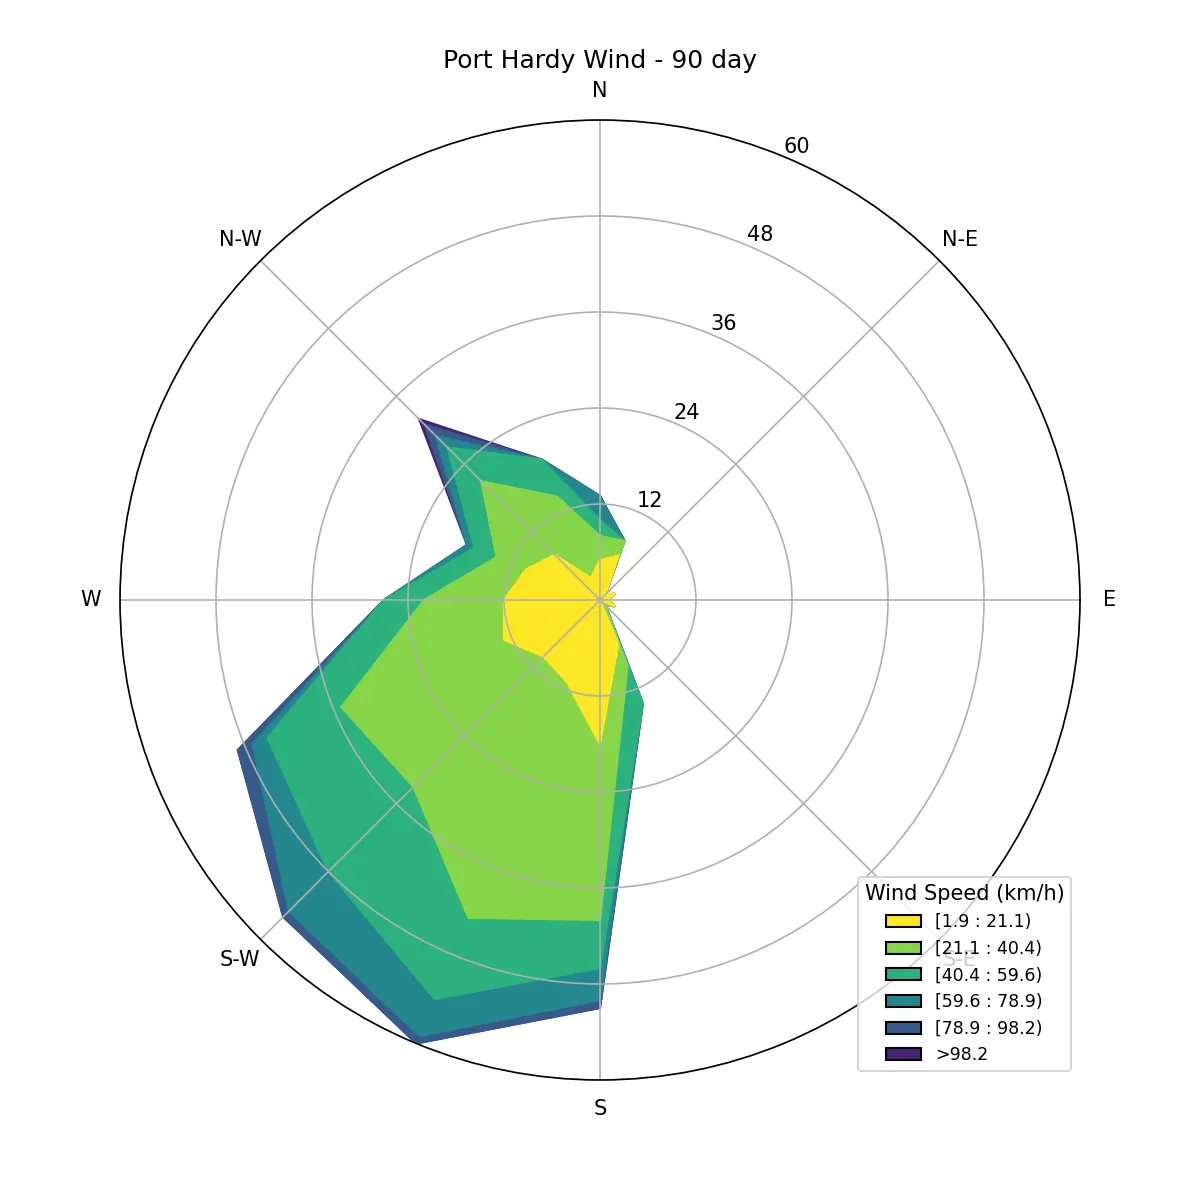 Port Hardy Wind - 90 day
N
60
N-W
48
N-E
36
24
12
W
E
Wind Speed (km/h)
[1.9 : 21.1)
[21.1 : 40.4)
S-W
S-E
[40.4 : 59.6)
[59.6 : 78.9)
[78.9 : 98.2)
>98.2
S